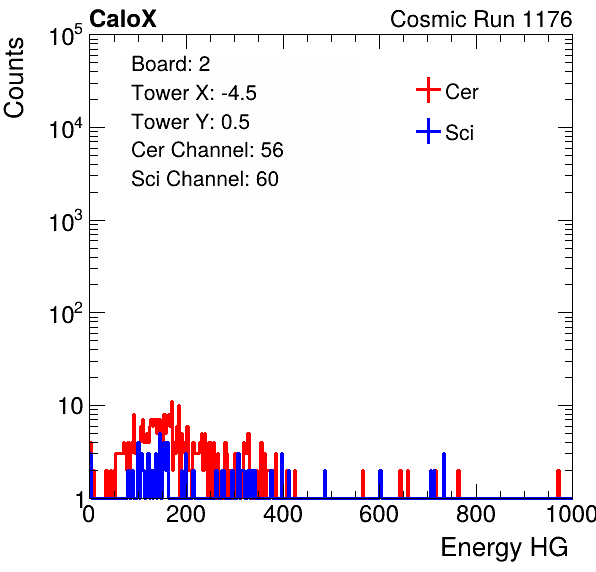 CaloX Cosmic Run 1176
Counts
10^5
10^4
10^3
10^2
10
1
Board: 2
Tower X: -4.5
Tower Y: 0.5
Cer Channel: 56
Sci Channel: 60
Cer
Sci
0 200 400 600 800 1000
Energy HG